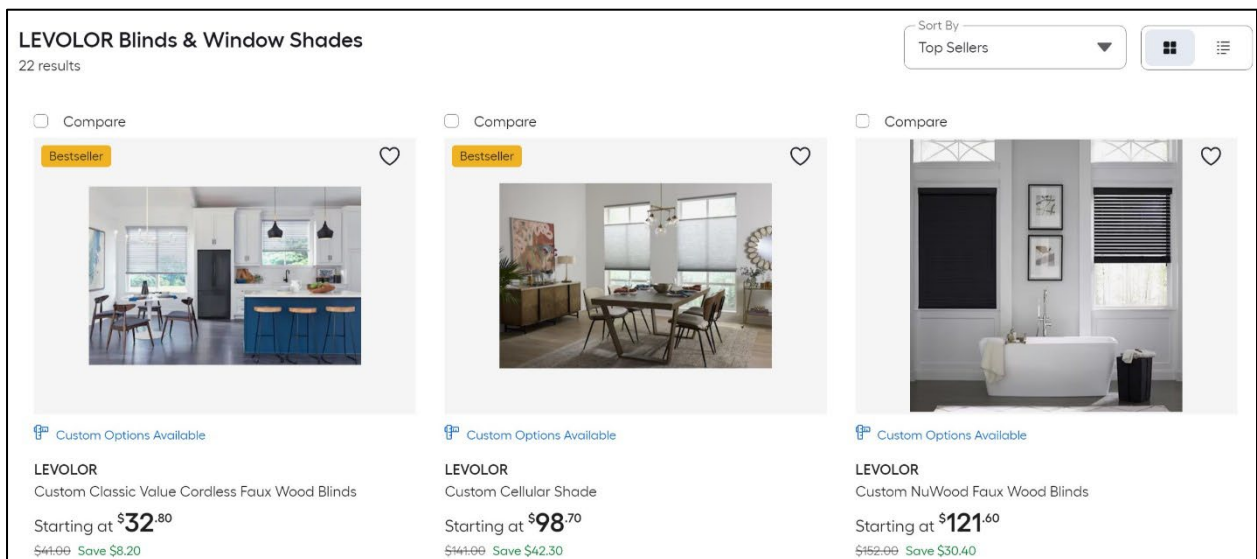 LEVOLOR Blinds & Window Shades
22 results
Sort By
Top Sellers
Compare
Compare
Compare
Bestseller
Bestseller
Custom Options Available
Custom Options Available
Custom Options Available
LEVOLOR
LEVOLOR
LEVOLOR
Custom Classic Value Cordless Faux Wood Blinds
Custom Cellular Shade
Custom NuWood Faux Wood Blinds
Starting at $32.80
Starting at $98.70
Starting at $121.60
$41.00 Save $8.20
$141.00 Save $42.30
$152.00 Save $30.40